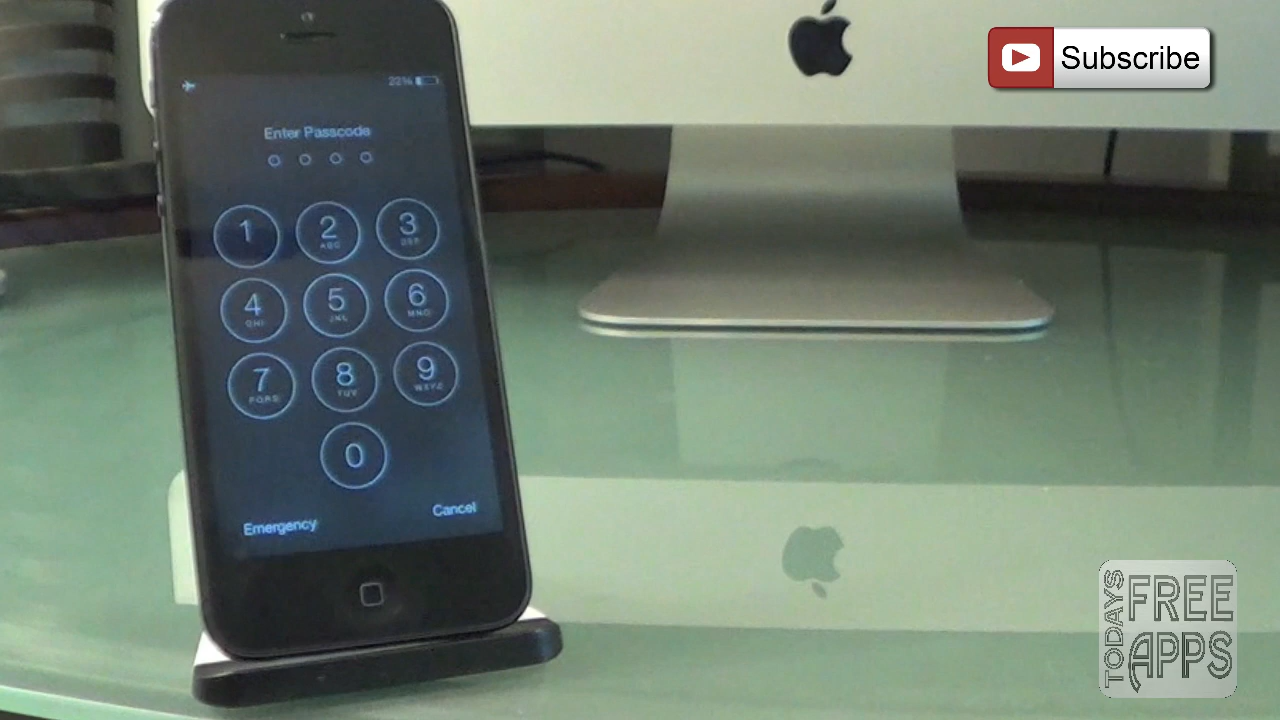 Subscribe
22%
Enter Passcode
1
2 ABC
3 DEF
4 GHI
5 JKL
6 MNO
7 PQRS
8 TUV
9 WXYZ
0
Emergency
Cancel
TODAYS
FREE
APPS